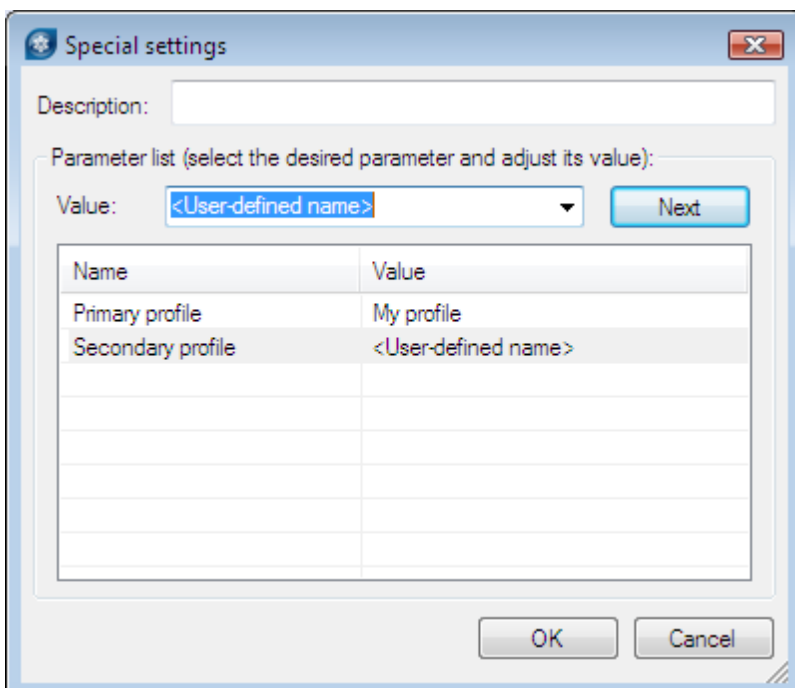 Special settings
Description:
Parameter list (select the desired parameter and adjust its value):
Value: <User-defined name> Next
Name Value
Primary profile My profile
Secondary profile <User-defined name>
OK Cancel